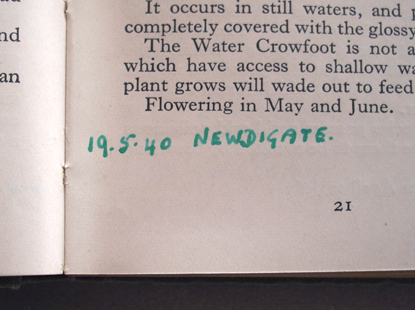 It occurs in still waters, and
completely covered with the glossy
nd
The Water Crowfoot is not a
which have access to shallow wa
an
plant grows will wade out to feed
Flowering in May and June.
19.5.40 NEWDIGATE.
21